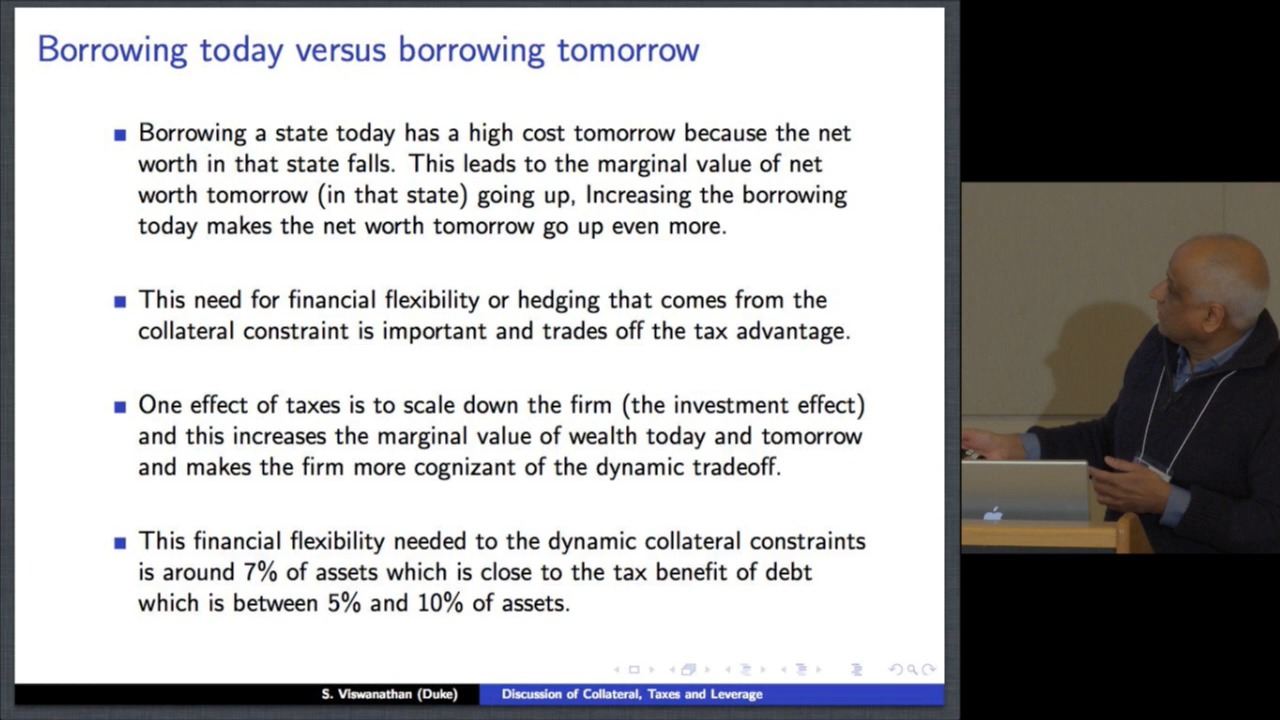 Borrowing today versus borrowing tomorrow
Borrowing a state today has a high cost tomorrow because the net
worth in that state falls. This leads to the marginal value of net
worth tomorrow (in that state) going up, Increasing the borrowing
today makes the net worth tomorrow go up even more.
This need for financial flexibility or hedging that comes from the
collateral constraint is important and trades off the tax advantage.
One effect of taxes is to scale down the firm (the investment effect)
and this increases the marginal value of wealth today and tomorrow
and makes the firm more cognizant of the dynamic tradeoff.
This financial flexibility needed to the dynamic collateral constraints
is around 7% of assets which is close to the tax benefit of debt
which is between 5% and 10% of assets.
S. Viswanathan (Duke) Discussion of Collateral, Taxes and Leverage